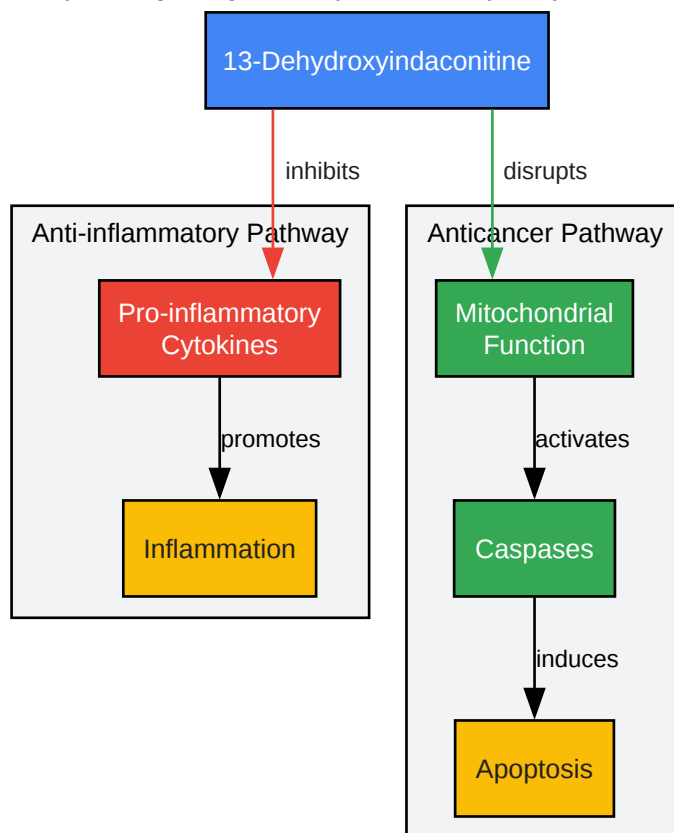 13-Dehydroxyindaconitine
inhibits
disrupts
Anti-inflammatory Pathway
Anticancer Pathway
Pro-inflammatory
Cytokines
Mitochondrial
Function
promotes
activates
Inflammation
Caspases
induces
Apoptosis